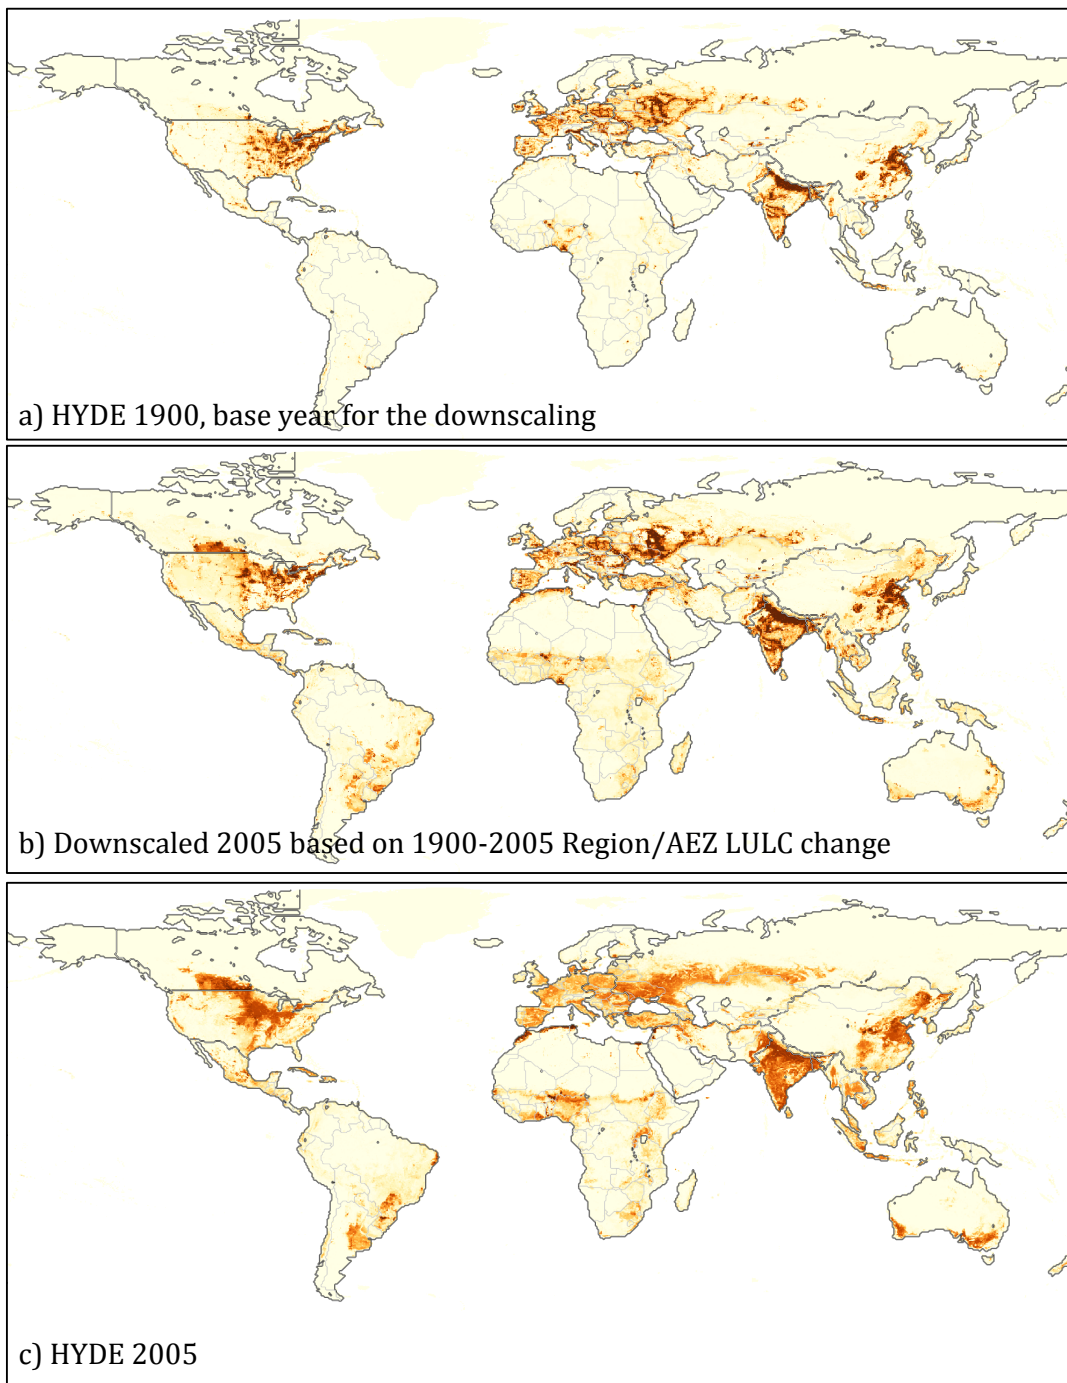 a) HYDE 1900, base year for the downscaling
b) Downscaled 2005 based on 1900-2005 Region/AEZ LULC change
c) HYDE 2005